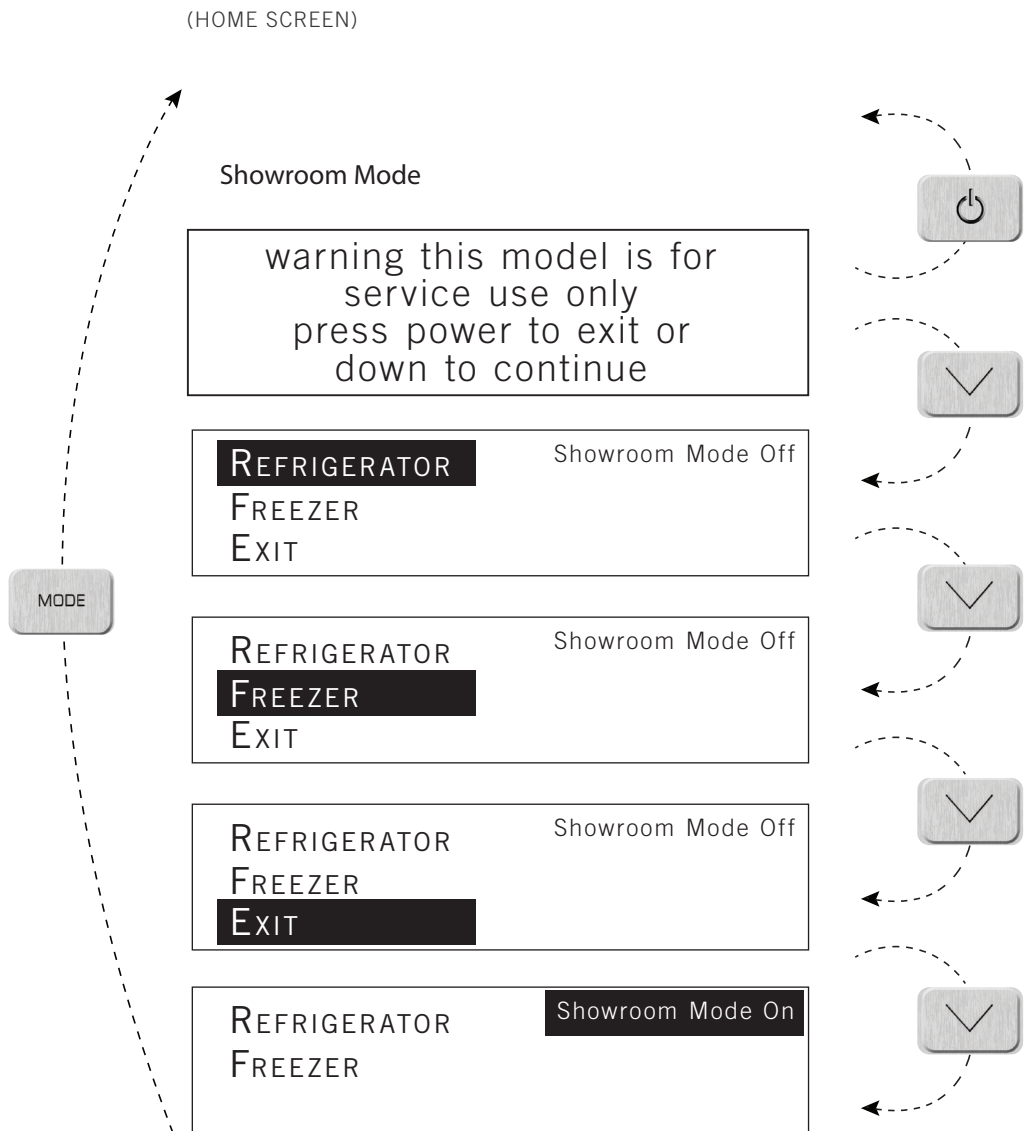 (HOME SCREEN)
Showroom Mode
warning this model is for
service use only
press power to exit or
down to continue
REFRIGERATOR
Showroom Mode Off
FREEZER
EXIT
MODE
REFRIGERATOR
Showroom Mode Off
FREEZER
EXIT
REFRIGERATOR
Showroom Mode Off
FREEZER
EXIT
REFRIGERATOR
Showroom Mode On
FREEZER